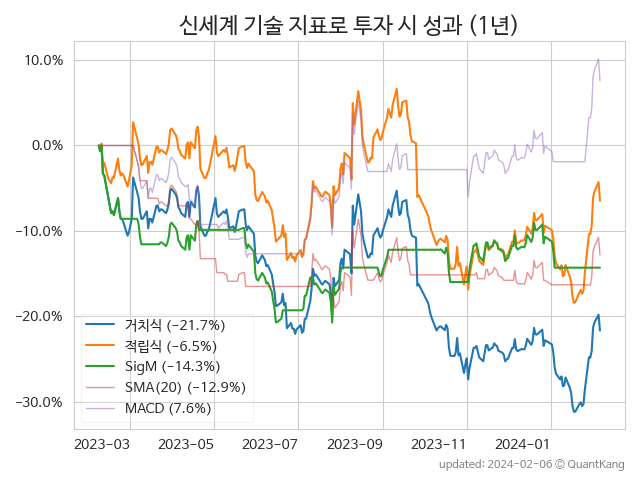 신세계 기술 지표로 투자 시 성과 (1년)
10.0%
0.0%
−10.0%
−20.0%
−30.0%
거치식 (−21.7%)
적립식 (−6.5%)
SigM (−14.3%)
SMA(20) (−12.9%)
MACD (7.6%)
2023−03 2023−05 2023−07 2023−09 2023−11 2024−01
updated: 2024−02−06 © QuantKang